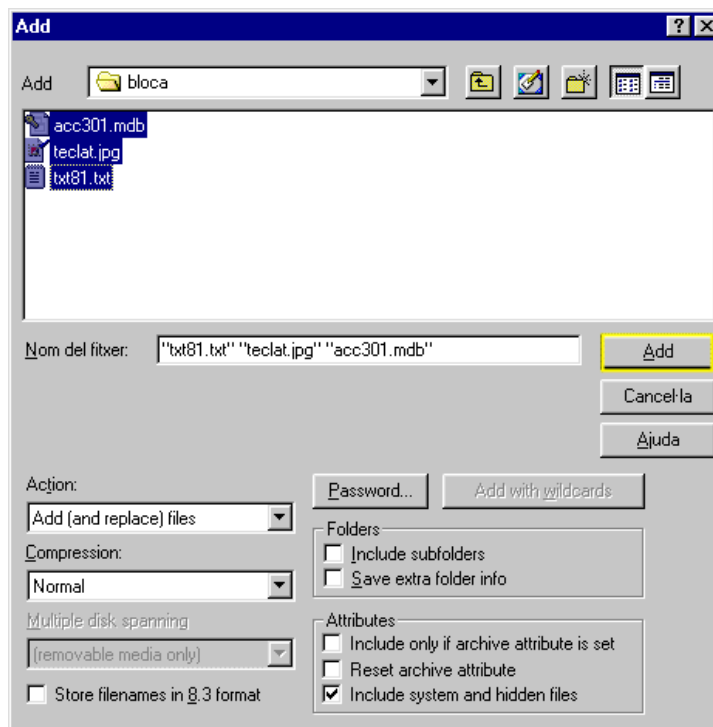 Add
Add bloca
acc301.mdb
teclat.jpg
txt81.txt
Nom del fitxer: "txt81.txt" "teclat.jpg" "acc301.mdb"
Add
Cancel·la
Ajuda
Action:
Add (and replace) files
Compression:
Normal
Multiple disk spanning
(removable media only)
Store filenames in 8.3 format
Password...
Add with wildcards
Folders
Include subfolders
Save extra folder info
Attributes
Include only if archive attribute is set
Reset archive attribute
Include system and hidden files